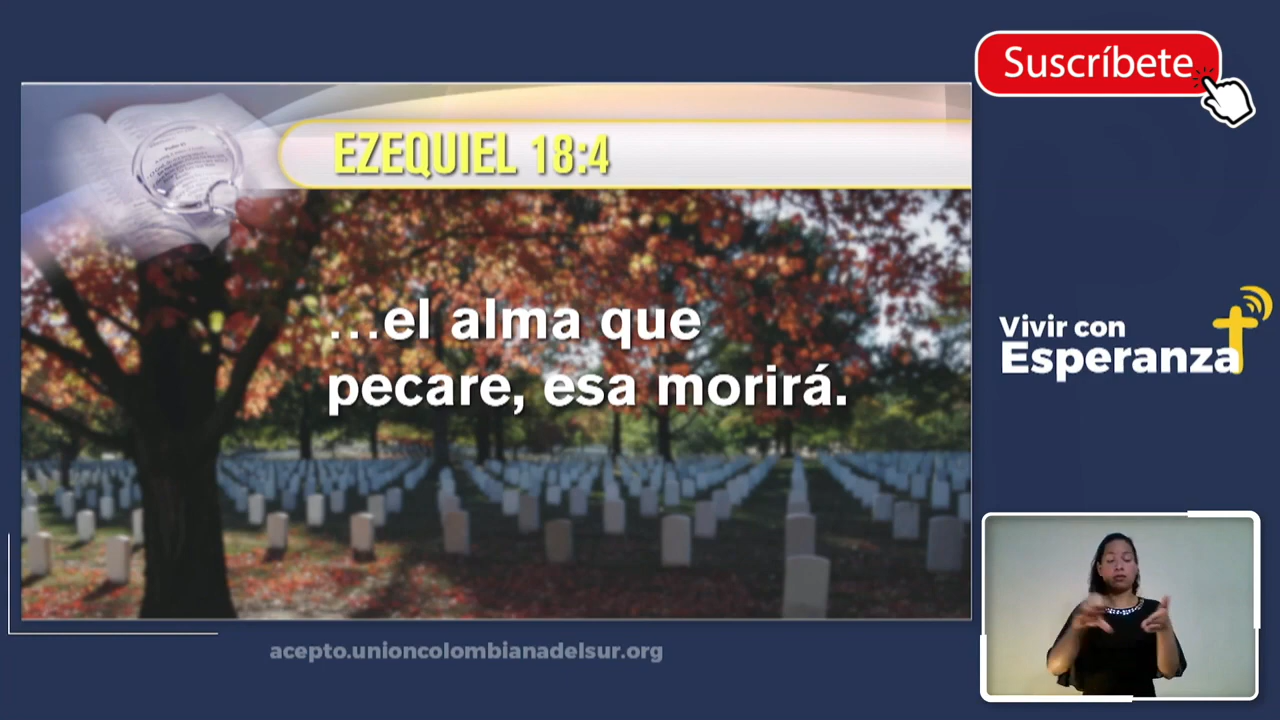 Suscríbete
EZEQUIEL 18:4
...el alma que
pecare, esa morirá.
Vivir con
Esperanza
acepto.unioncolombianadelsur.org